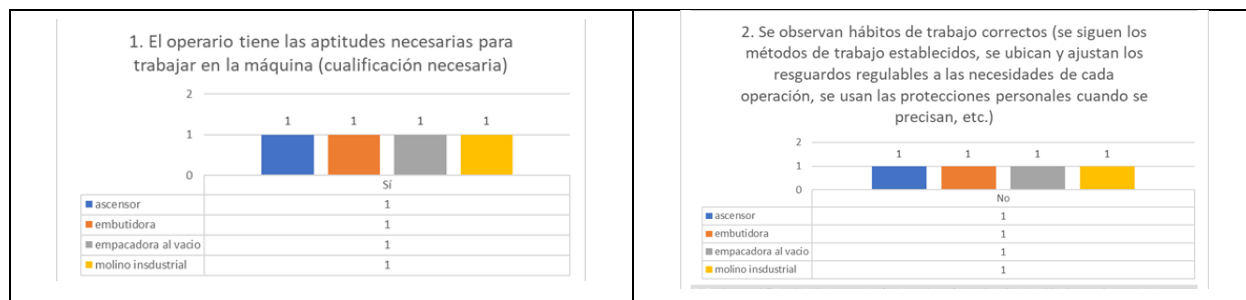 1. El operario tiene las aptitudes necesarias para
trabajar en la máquina (cualificación necesaria)
2
1 1 1 1
1
0
Sí
ascensor 1
embutidora 1
empacadora al vacio 1
molino insdustrial 1
2. Se observan hábitos de trabajo correctos (se siguen los
métodos de trabajo establecidos, se ubican y ajustan los
resguardos regulables a las necesidades de cada
operación, se usan las protecciones personales cuando se
precisan, etc.)
2
1 1 1 1
1
0
No
ascensor 1
embutidora 1
empacadora al vacio 1
molino insdustrial 1